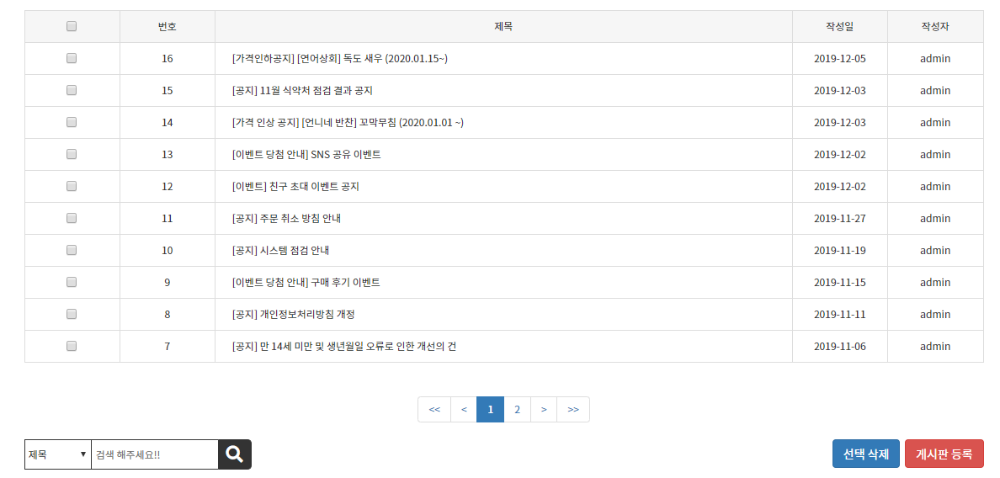 번호 제목 작성일 작성자
16 [가격인하공지] [연어상회] 독도 새우 (2020.01.15~) 2019-12-05 admin
15 [공지] 11월 식약처 점검 결과 공지 2019-12-03 admin
14 [가격 인상 공지] [언니네 반찬] 꼬막무침 (2020.01.01 ~) 2019-12-03 admin
13 [이벤트 당첨 안내] SNS 공유 이벤트 2019-12-02 admin
12 [이벤트] 친구 초대 이벤트 공지 2019-12-02 admin
11 [공지] 주문 취소 방침 안내 2019-11-27 admin
10 [공지] 시스템 점검 안내 2019-11-19 admin
9 [이벤트 당첨 안내] 구매 후기 이벤트 2019-11-15 admin
8 [공지] 개인정보처리방침 개정 2019-11-11 admin
7 [공지] 만 14세 미만 및 생년월일 오류로 인한 개선의 건 2019-11-06 admin
<< < 1 2 > >>
제목 검색 해주세요!! 선택 삭제 게시판 등록